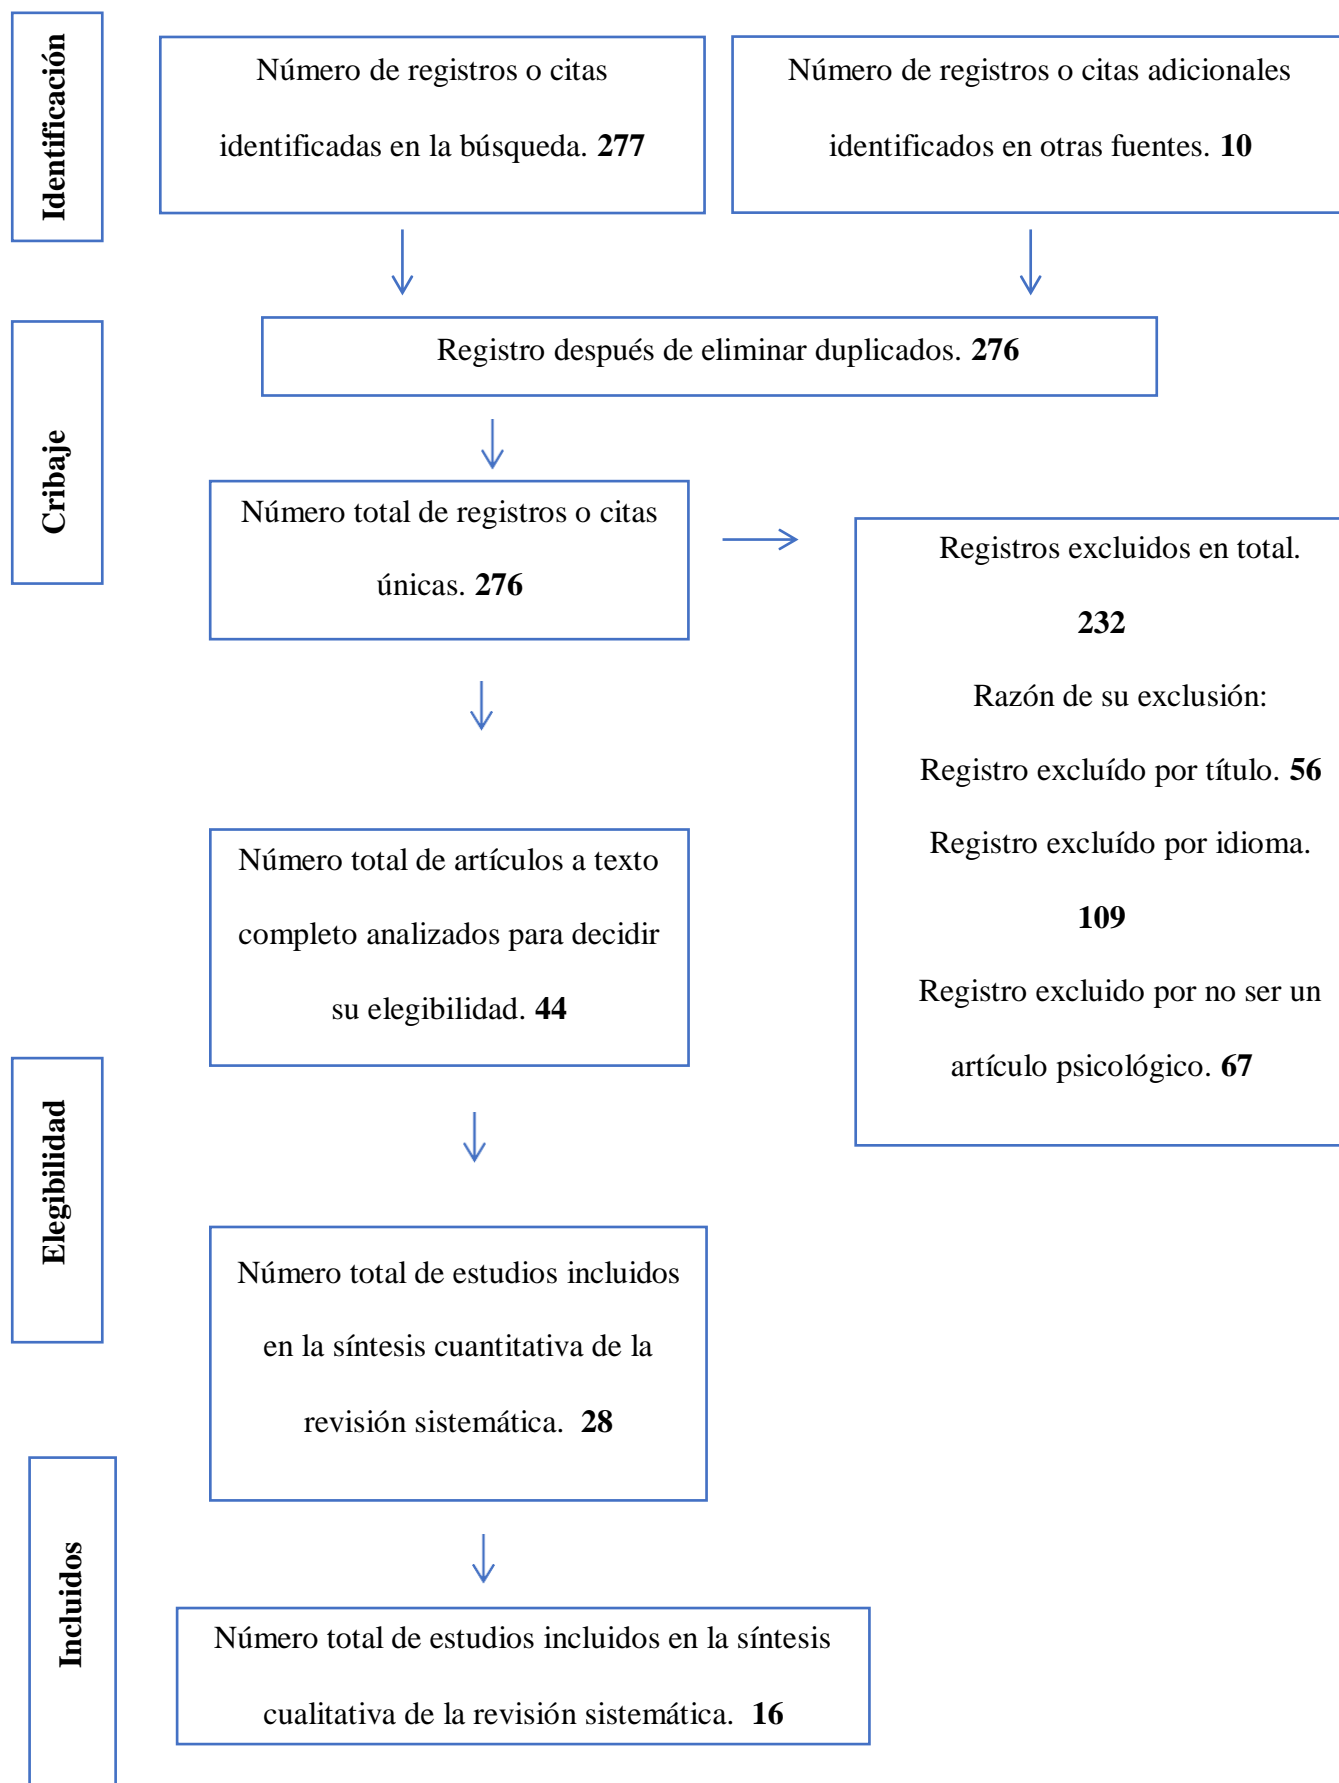 Identificación
Número de registros o citas
identificadas en la búsqueda. 277
Número de registros o citas adicionales
identificados en otras fuentes. 10
Registro después de eliminar duplicados. 276
Cribaje
Número total de registros o citas
únicas. 276
Registros excluidos en total.
232
Razón de su exclusión:
Registro excluído por título. 56
Registro excluído por idioma.
109
Registro excluido por no ser un
artículo psicológico. 67
Número total de artículos a texto
completo analizados para decidir
su elegibilidad. 44
Elegibilidad
Número total de estudios incluidos
en la síntesis cuantitativa de la
revisión sistemática. 28
Incluidos
Número total de estudios incluidos en la síntesis
cualitativa de la revisión sistemática. 16